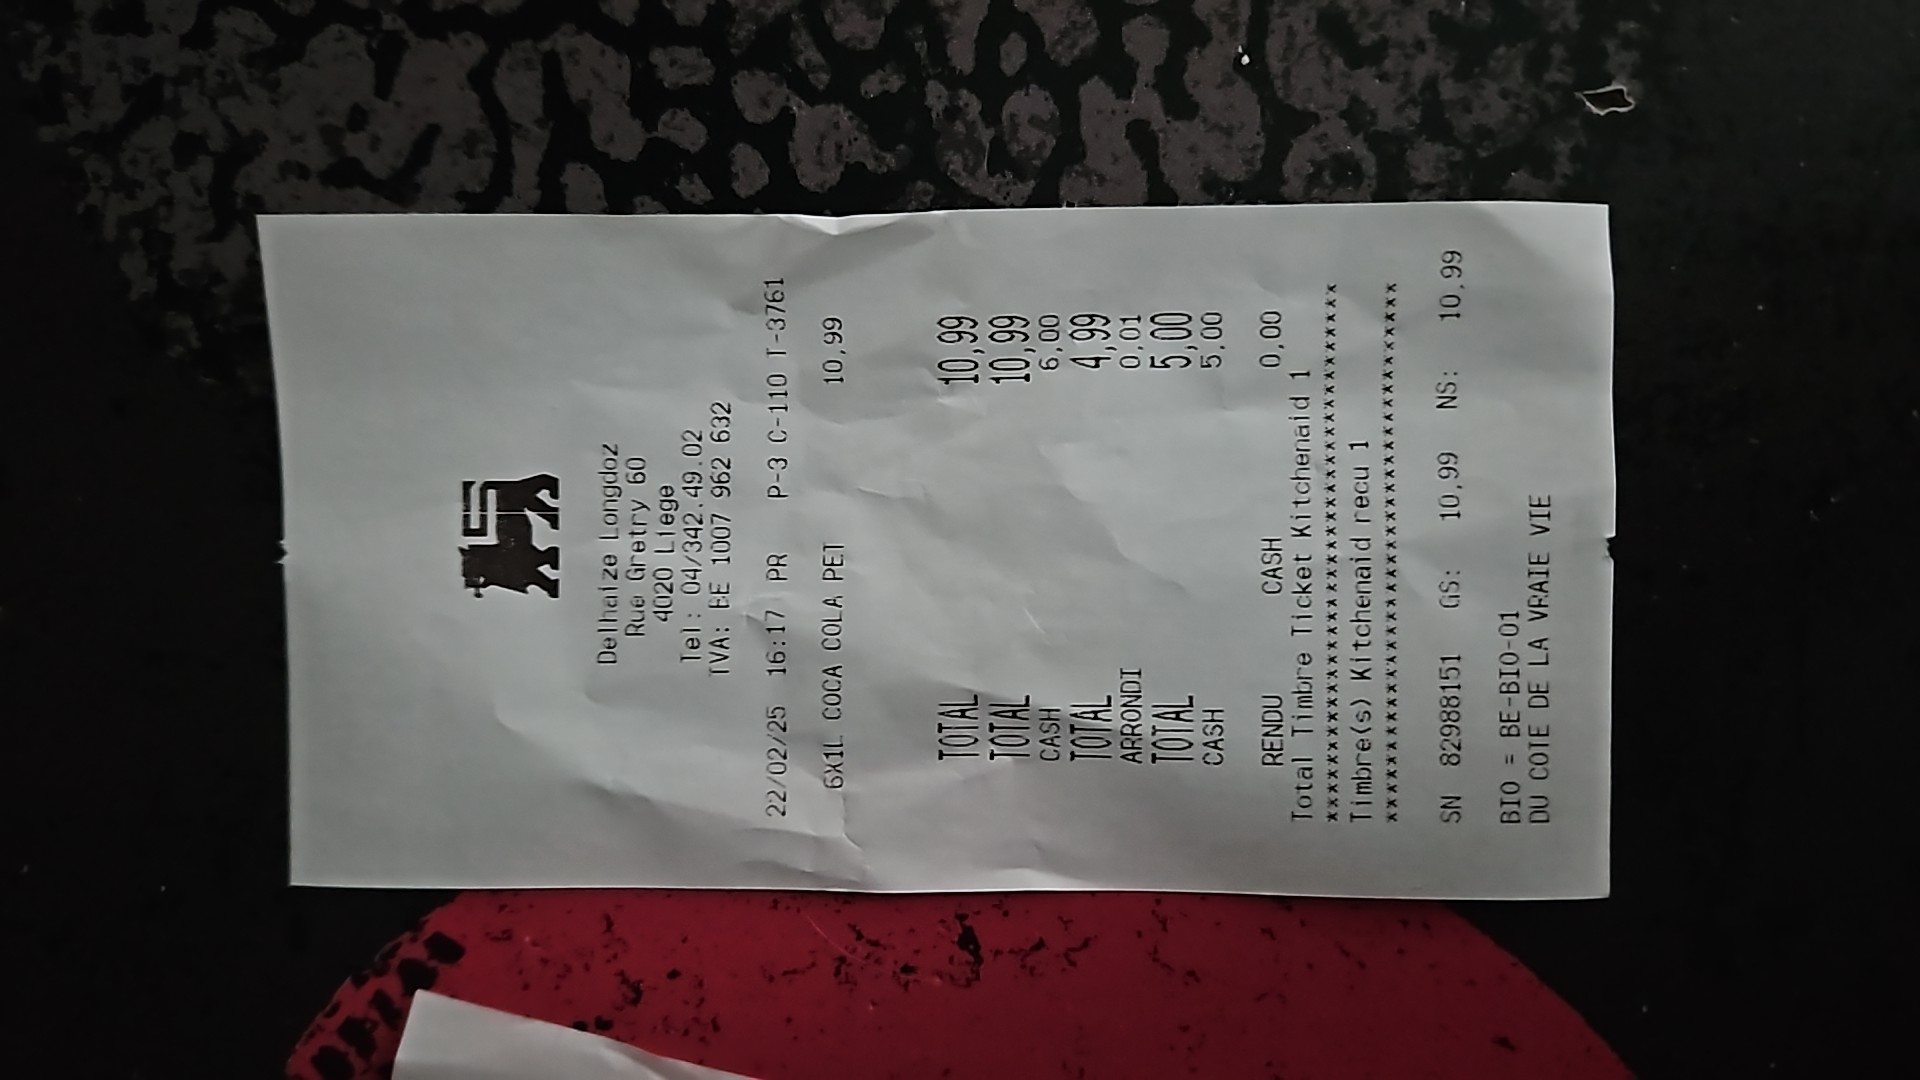 Delhaize Longdoz
Rue Gretry 60
4020 Liege
Tel: 04/342.49.02
TVA: BE 1007 962 632
22/02/25 16:17 PR P-3 C-110 T-3761
6X1L COCA COLA PET 10,99
TOTAL 10,99
TOTAL 10,99
CASH 6,00
TOTAL 4,99
ARRONDI 0,01
TOTAL 5,00
CASH 5,00
RENDU CASH 0,00
Total Timbre Ticket Kitchenaid 1
****************************************
Timbre(s) Kitchenaid recu 1
****************************************
SN 82988151 GS: 10,99 NS: 10,99
BIO = BE-BIO-01
DU COTE DE LA VRAIE VIE